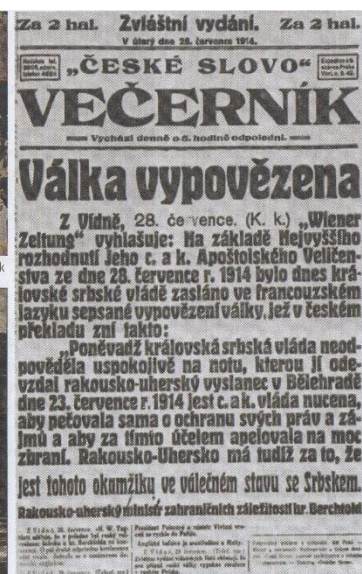 Za 2 hal. Zvláštní vydání. Za 2 hal.
V úterý dne 28. července 1914.
„ČESKÉ SLOVO“
VEČERNÍK
Vychází denně o 5. hodině odpolední.
Válka vypovězena
Z Vídně, 28. července. (K. k.) „Wiener
Zeitung“ vyhlašuje: Na základě Nejvyššího
rozhodnutí Jeho c. a k. Apoštolského Veličen-
stva ze dne 28. července r. 1914 bylo dnes krá-
lovské srbské vládě zasláno ve francouzském
jazyku sepsané vypovězení války, jež v českém
překladu zní takto:
„Poněvadž královská srbská vláda neod-
pověděla uspokojivě na notu, kterou jí ode-
vzdal rakousko-uherský vyslanec v Bělehradě
dne 23. července r. 1914 jest c. a k. vláda nucena,
aby pečovala sama o ochranu svých práv a zá-
jmů a aby za tímto účelem apelovala na mo-
zbraní. Rakousko-Uhersko má tudíž za to, že
jest tohoto okamžiku ve válečném stavu se Srbskem.
Rakousko-uherský ministr zahraničních záležitostí hr. Berchtold